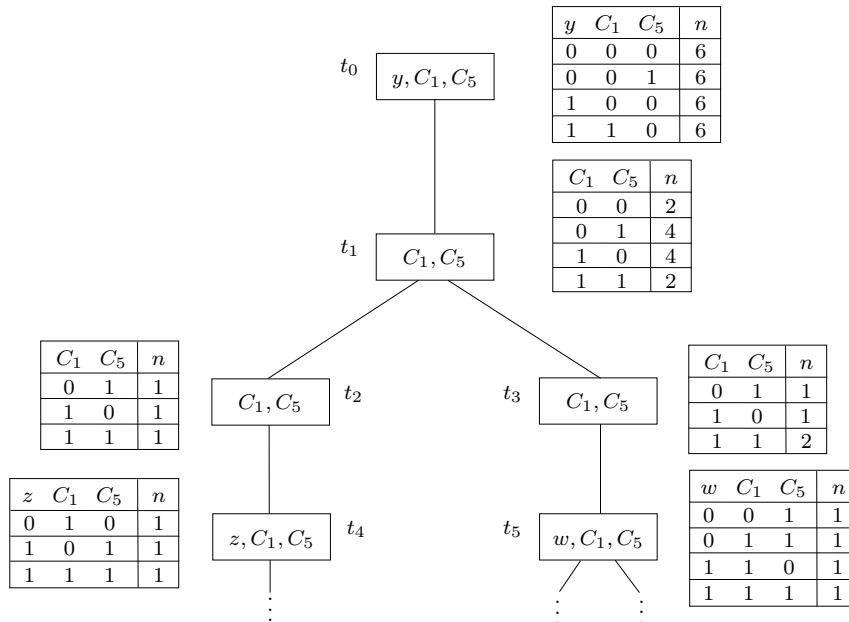 y C₁ C₅ n
0 0 0 6
0 0 1 6
1 0 0 6
1 1 0 6
t₀
y, C₁, C₅
C₁ C₅ n
0 0 2
0 1 4
1 0 4
1 1 2
t₁
C₁, C₅
C₁ C₅ n
0 1 1
1 0 1
1 1 1
C₁, C₅
t₂
t₃
C₁, C₅
C₁ C₅ n
0 1 1
1 0 1
1 1 2
z C₁ C₅ n
0 1 0 1
1 0 1 1
1 1 1 1
z, C₁, C₅
t₄
t₅
w, C₁, C₅
w C₁ C₅ n
0 0 1 1
0 1 1 1
1 1 0 1
1 1 1 1